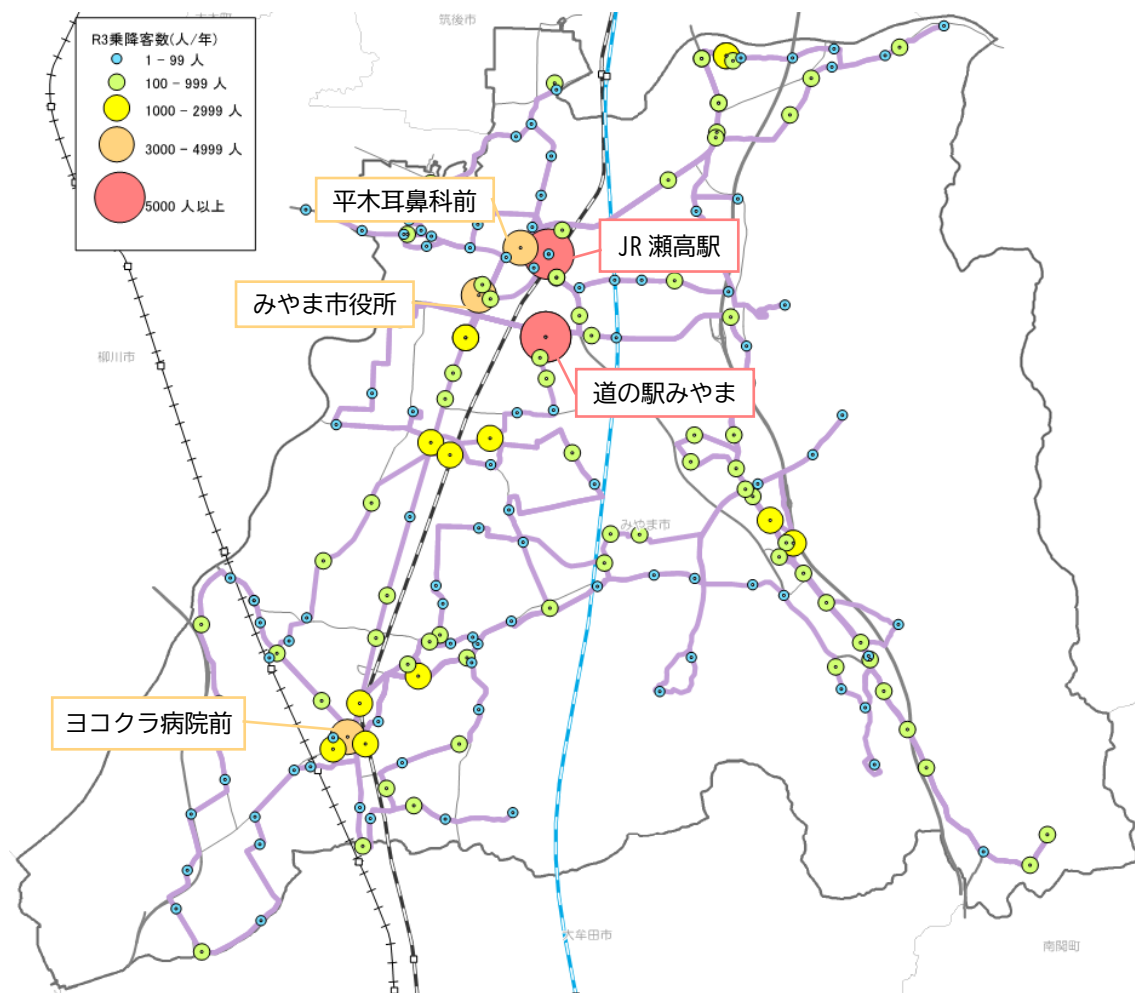 筑後市
R3乗降客数(人/年)
1 - 99 人
100 - 999 人
1000 - 2999 人
3000 - 4999 人
5000 人以上
平木耳鼻科前
JR 瀬高駅
みやま市役所
柳川市
道の駅みやま
みやま市
ヨコクラ病院前
大牟田市
南関町